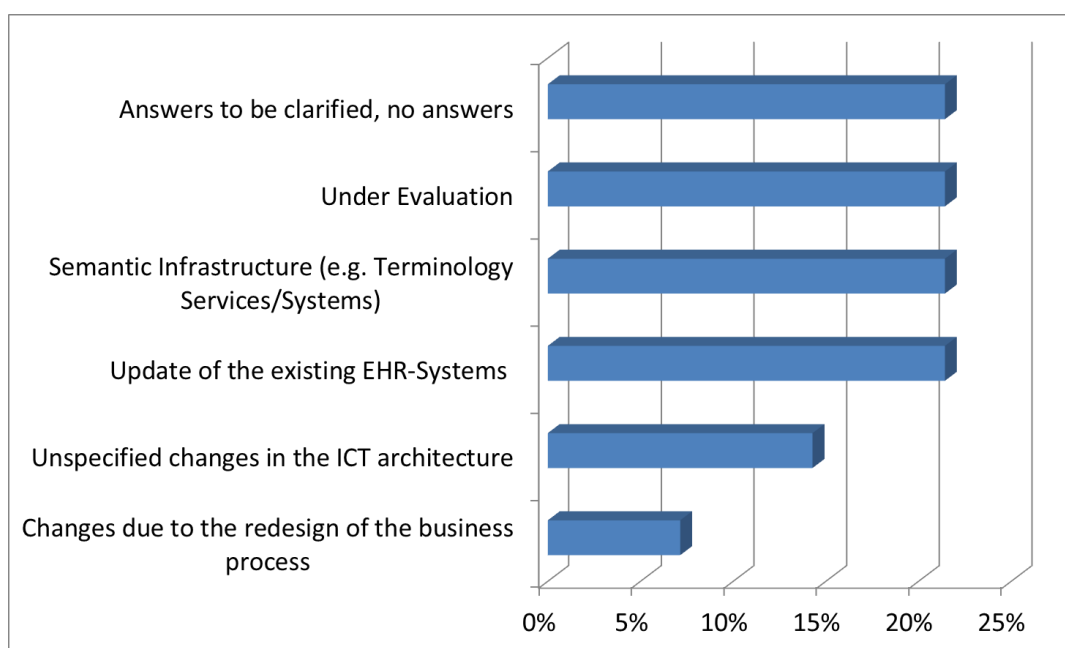 Answers to be clarified, no answers
Under Evaluation
Semantic Infrastructure (e.g. Terminology
Services/Systems)
Update of the existing EHR-Systems
Unspecified changes in the ICT architecture
Changes due to the redesign of the business
process
0% 5% 10% 15% 20% 25%